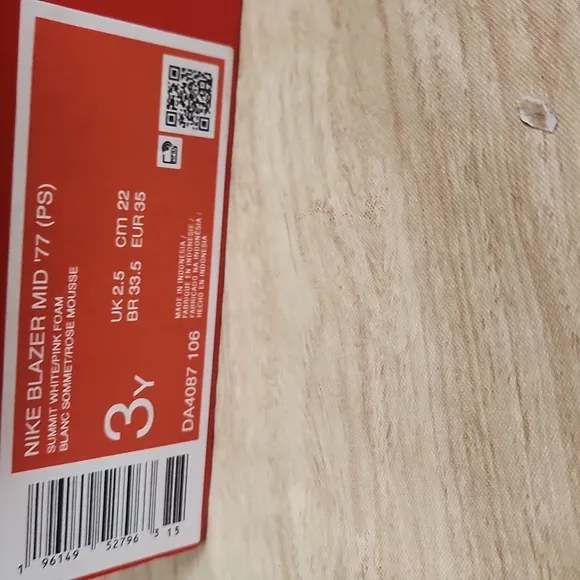 NIKE BLAZER MID '77 (PS)
SUMMIT WHITE/PINK FOAM
BLANC SOMMET/ROSE MOUSSE
3Y
UK 2.5 CM 22
BR 33.5 EUR 35
MADE IN INDONESIA /
FABRIQUÉ EN INDONÉSIE /
FABRICADO NA INDONÉSIA /
HECHO EN INDONESIA
DA4087 106
1 96149 52796 3 15